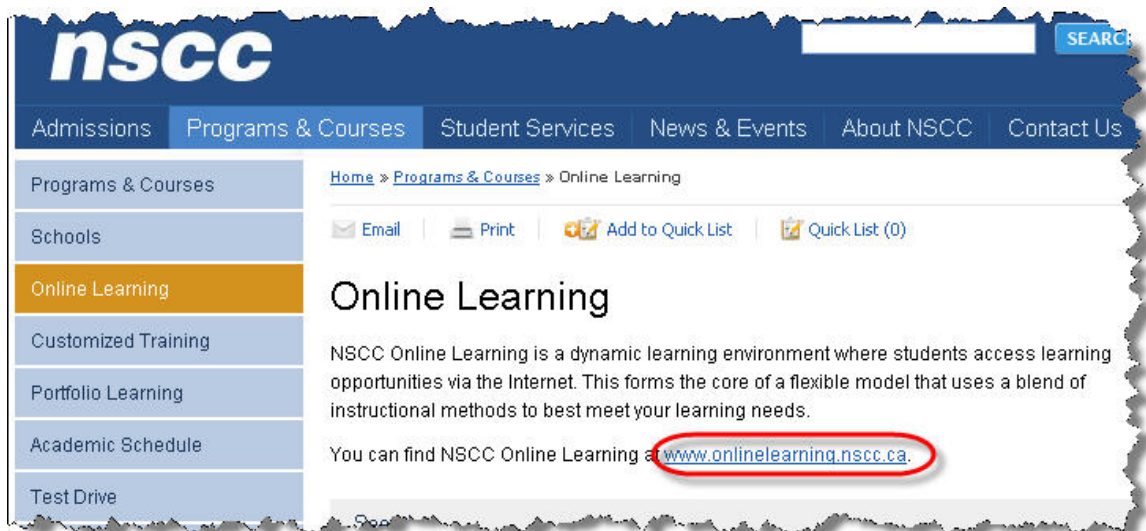 nscc
SEARC
Admissions Programs & Courses Student Services News & Events About NSCC Contact Us
Programs & Courses
Schools
Online Learning
Customized Training
Portfolio Learning
Academic Schedule
Test Drive
Home » Programs & Courses » Online Learning
Email Print Add to Quick List Quick List (0)
Online Learning
NSCC Online Learning is a dynamic learning environment where students access learning
opportunities via the Internet. This forms the core of a flexible model that uses a blend of
instructional methods to best meet your learning needs.
You can find NSCC Online Learning at www.onlinelearning.nscc.ca.